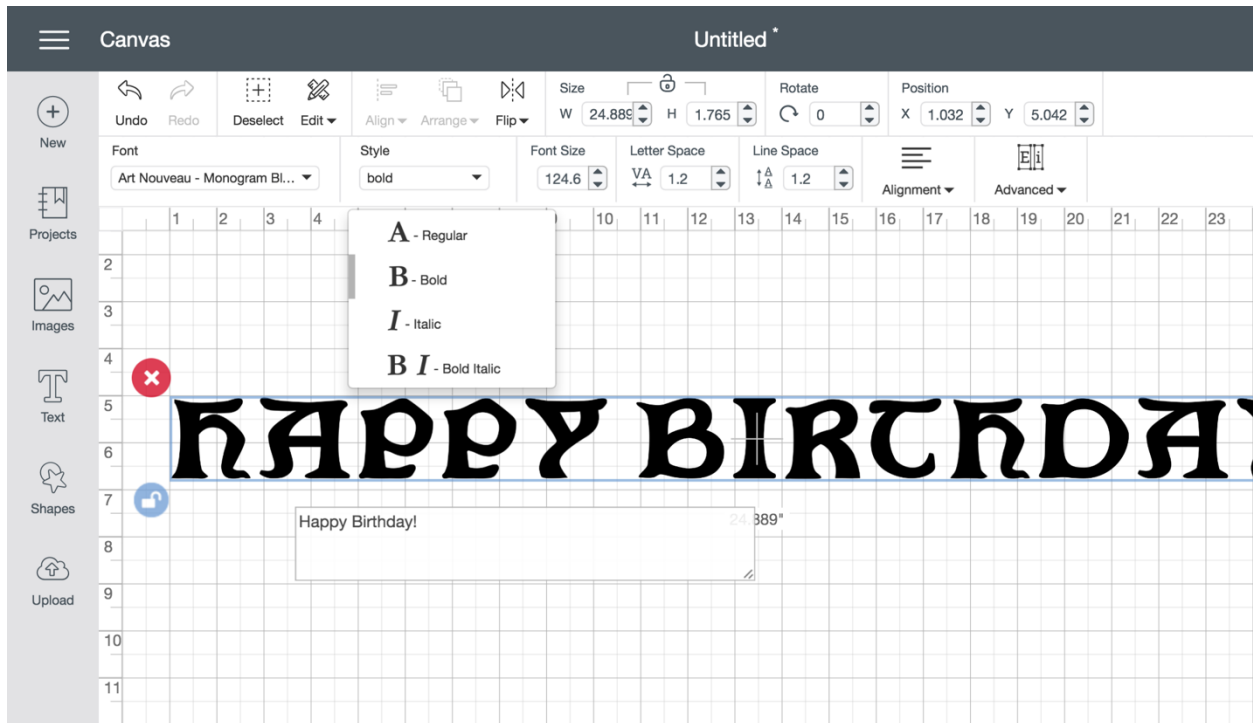 Canvas
Untitled *
New
Projects
Images
Text
Shapes
Upload
Undo
Redo
Deselect
Edit
Align
Arrange
Flip
Size
W 24.889
H 1.765
Rotate
0
Position
X 1.032
Y 5.042
Font
Art Nouveau - Monogram Bl...
Style
bold
Font Size
124.6
Letter Space
VA 1.2
Line Space
A A 1.2
Alignment
E i
Advanced
1 2 3 4 10 11 12 13 14 15 16 17 18 19 20 21 22 23
A - Regular
B - Bold
I - Italic
B I - Bold Italic
2
3
4
5
6
7
8
9
10
11
HAPPY BIRTHDAY
Happy Birthday!
24.889"